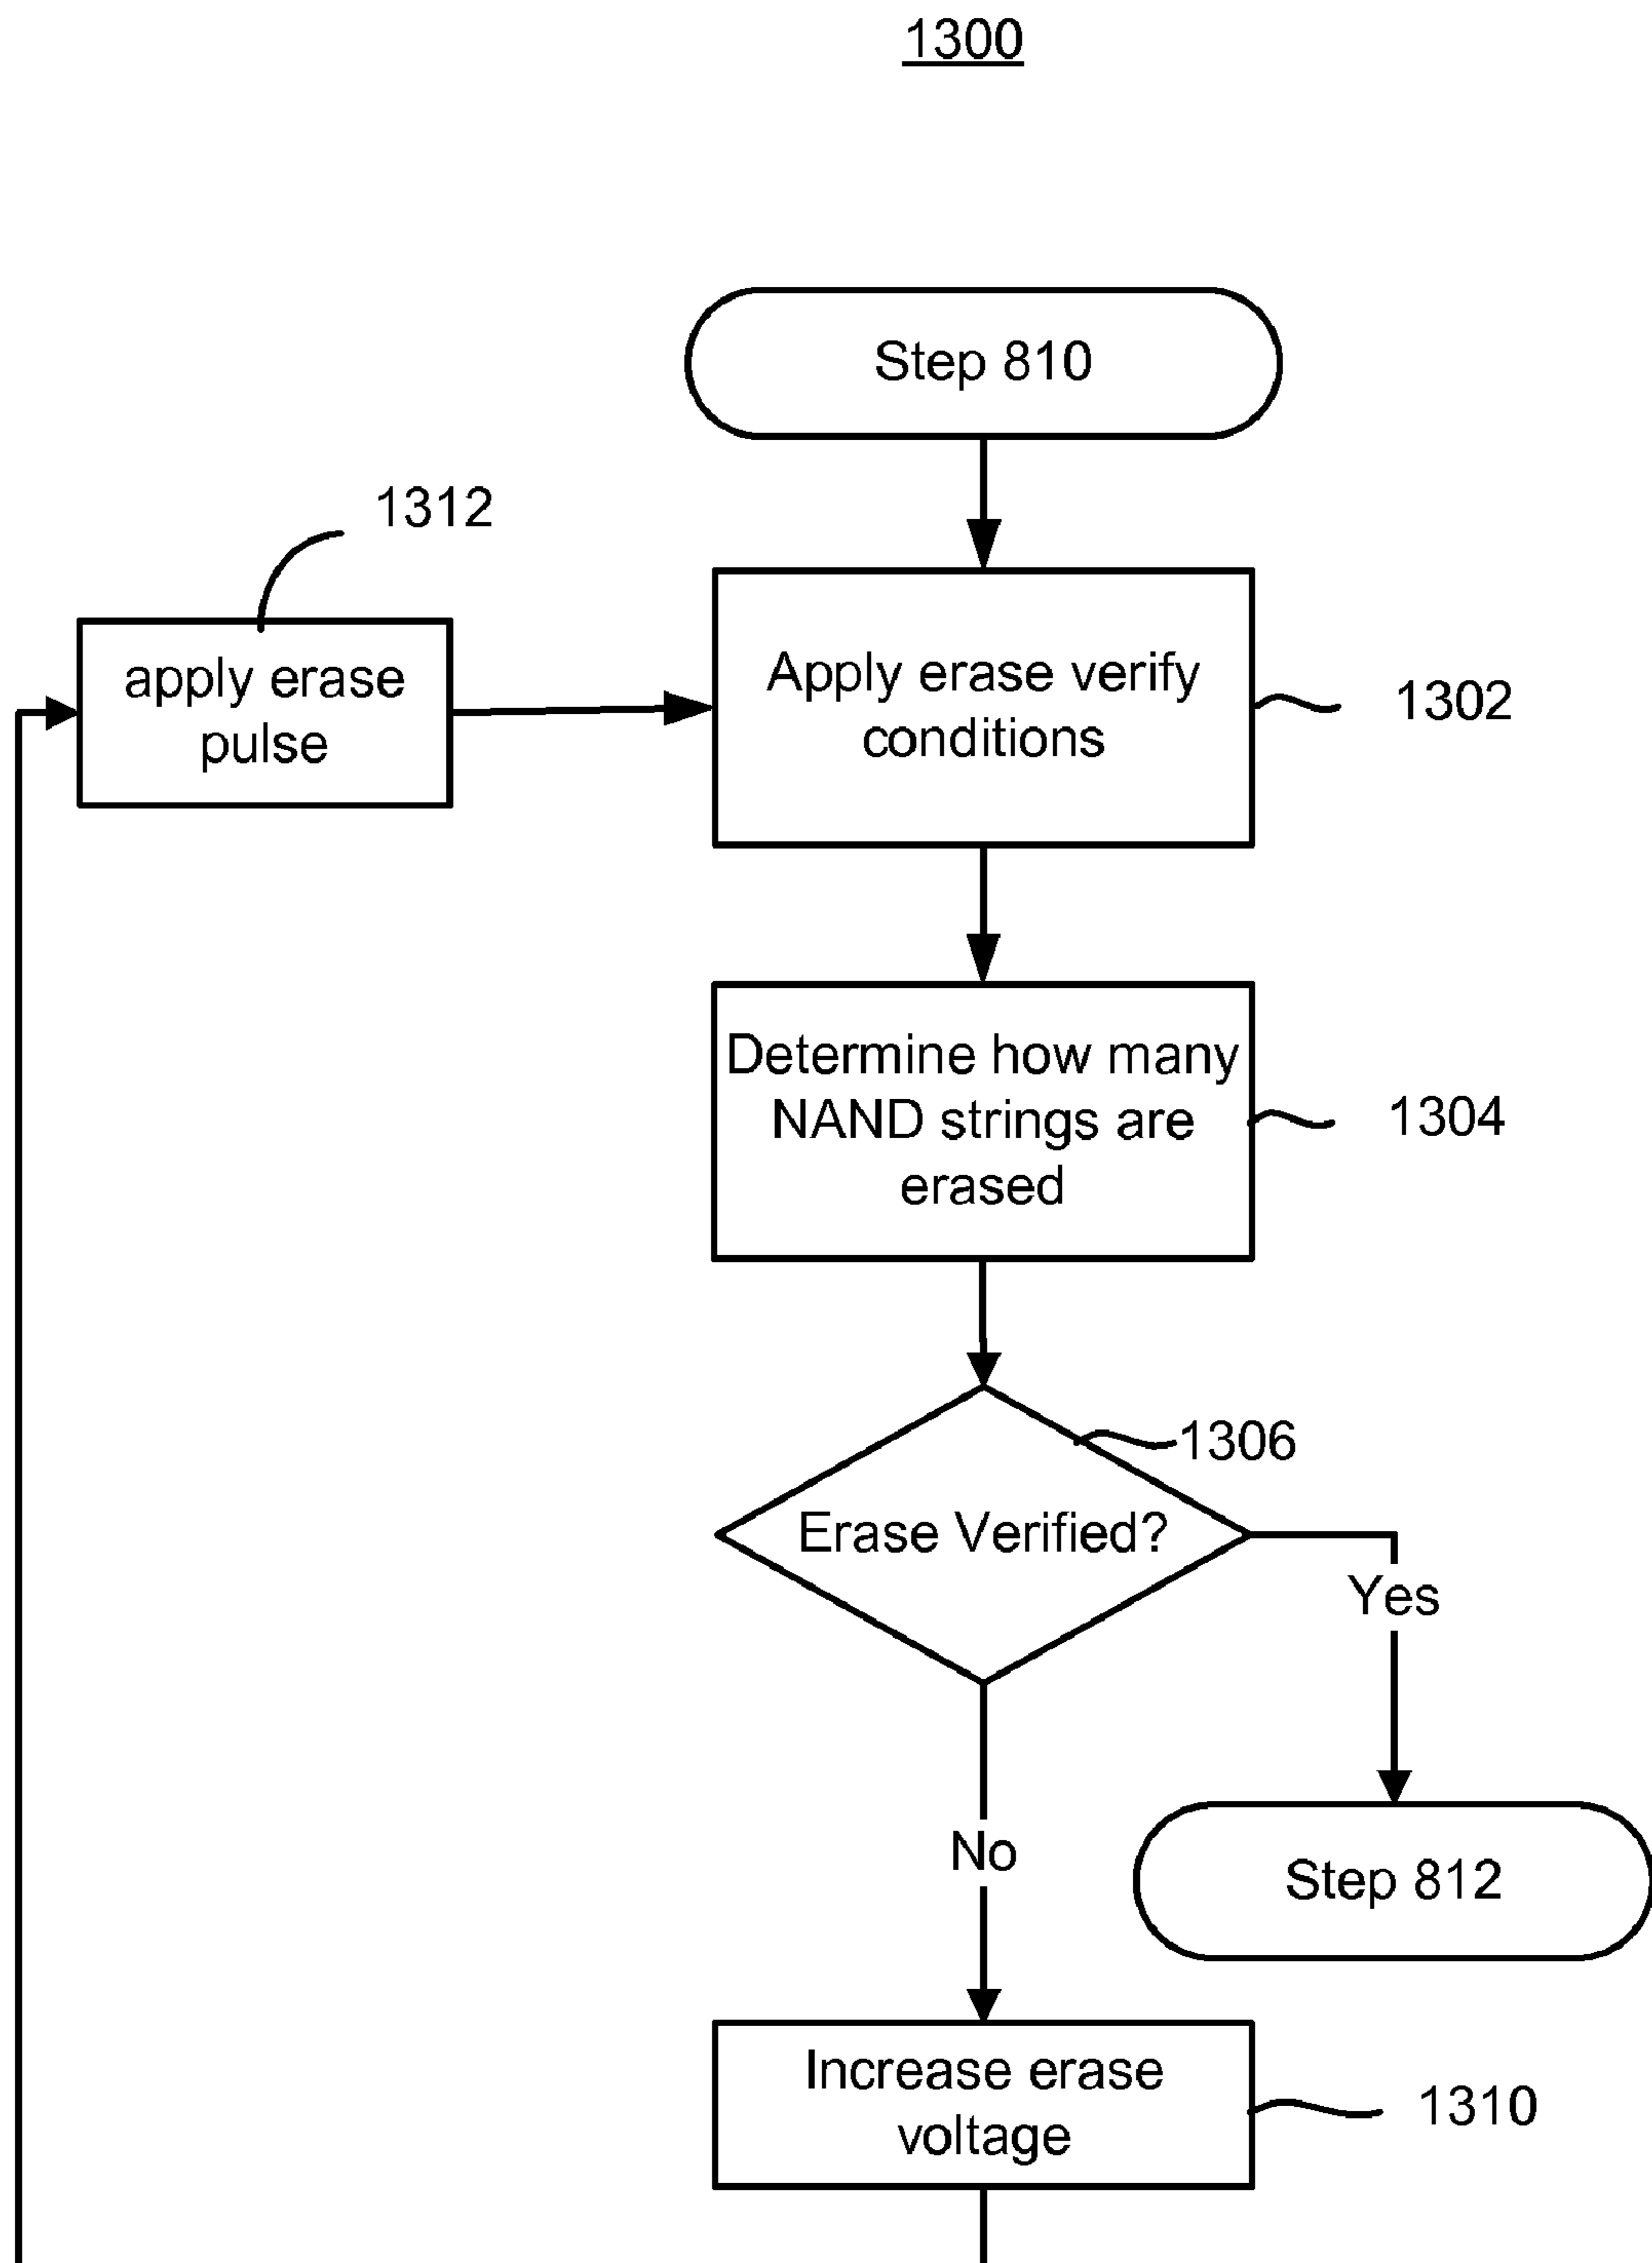 1300
Step 810
1312
apply erase
pulse
Apply erase verify
conditions
1302
Determine how many
NAND strings are
erased
1304
1306
Erase Verified?
Yes
No
Step 812
Increase erase
voltage
1310